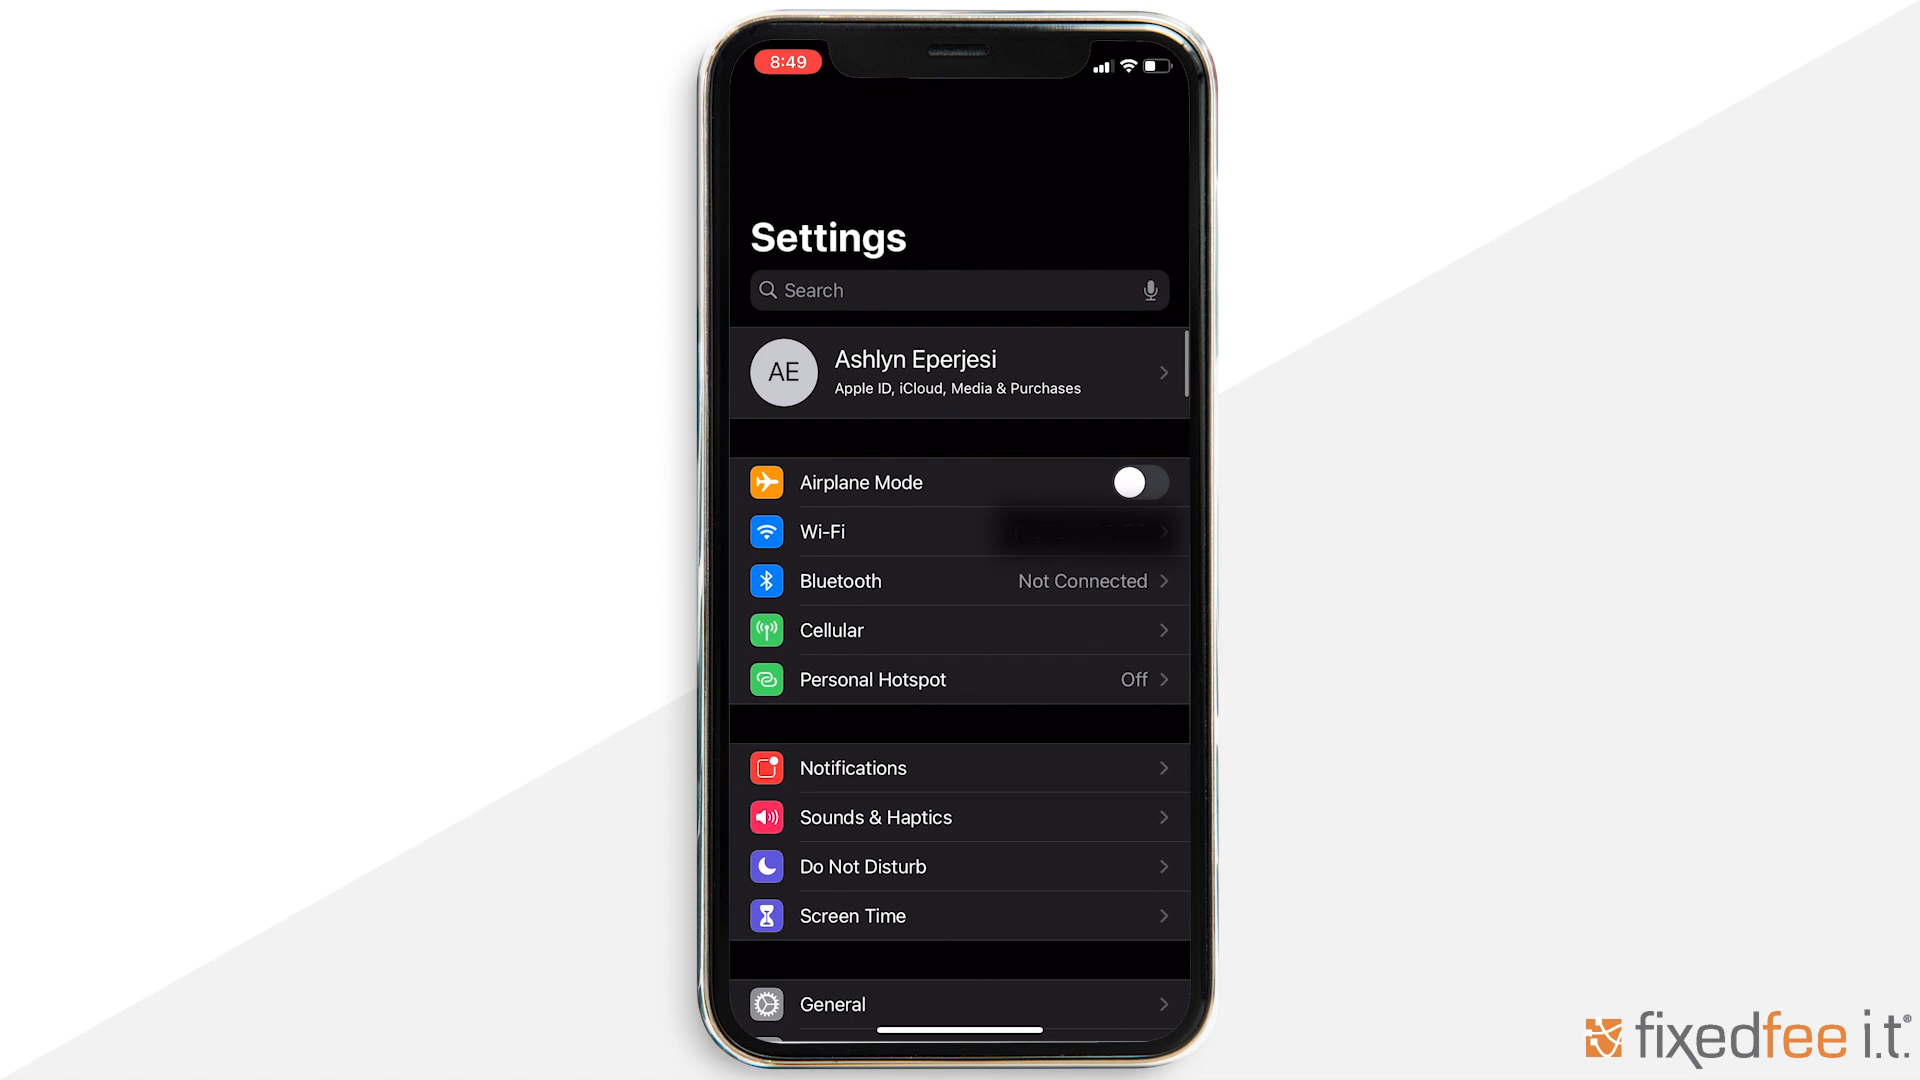 8:49
Settings
Search
AE
Ashlyn Eperjesi
Apple ID, iCloud, Media & Purchases
Airplane Mode
Wi-Fi
Bluetooth Not Connected
Cellular
Personal Hotspot Off
Notifications
Sounds & Haptics
Do Not Disturb
Screen Time
General
fixedfee i.t.®